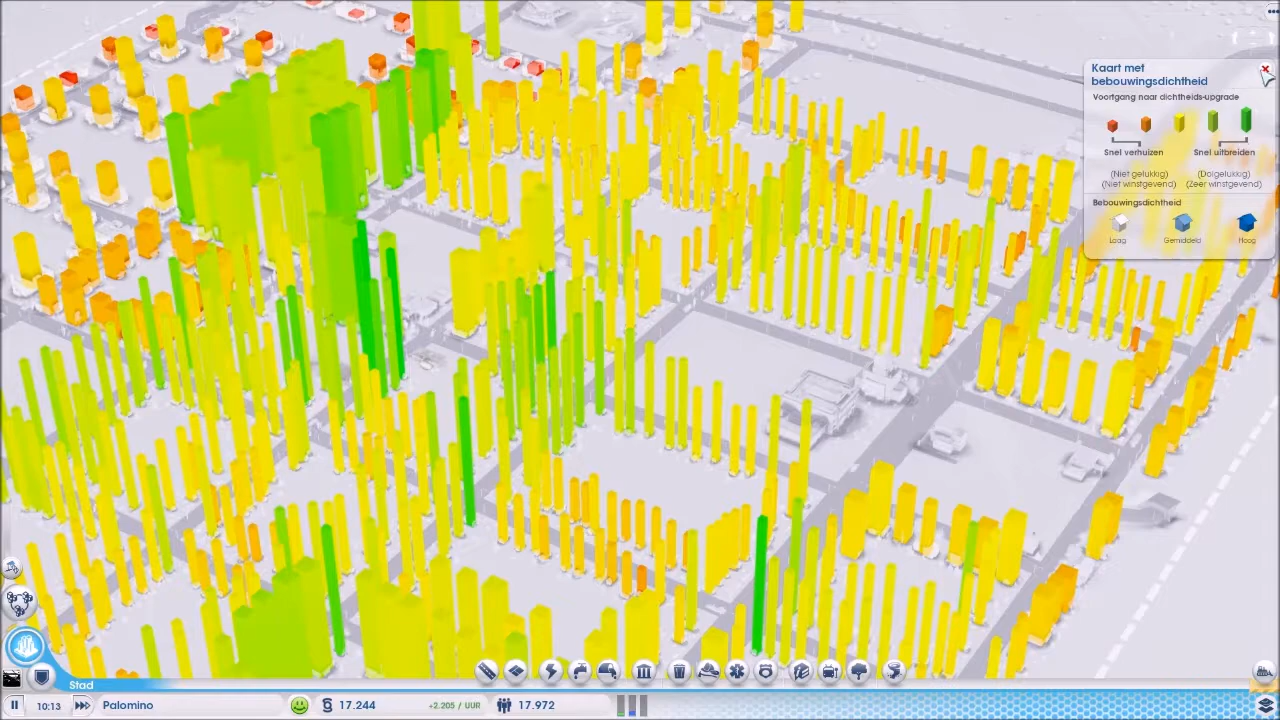 Kaart met
bebouwingsdichtheid
Voortgang naar dichtheids-upgrade
Snel verhuizen Snel uitbreiden
(Niet gelukkig) (Dolgelukkig)
(Niet winstgevend) (Zeer winstgevend)
Bebouwingsdichtheid
Laag Gemiddeld Hoog
Stad
10:13 Palomino 17.244 +2.205 / UUR 17.972